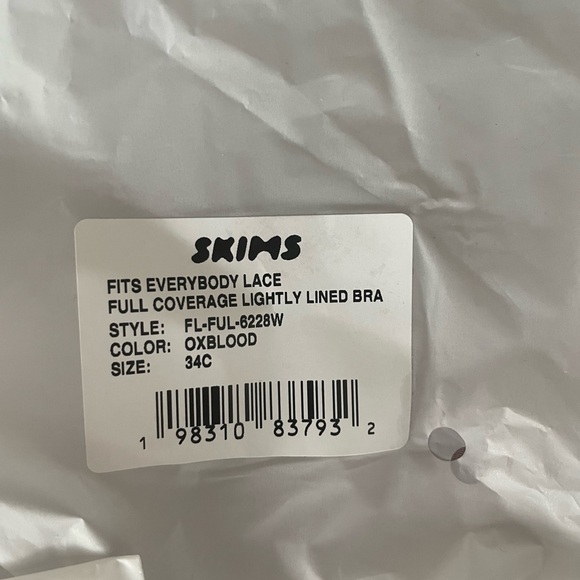 SKIMS
FITS EVERYBODY LACE
FULL COVERAGE LIGHTLY LINED BRA
STYLE: FL-FUL-6228W
COLOR: OXBLOOD
SIZE: 34C
1 98310 83793 2